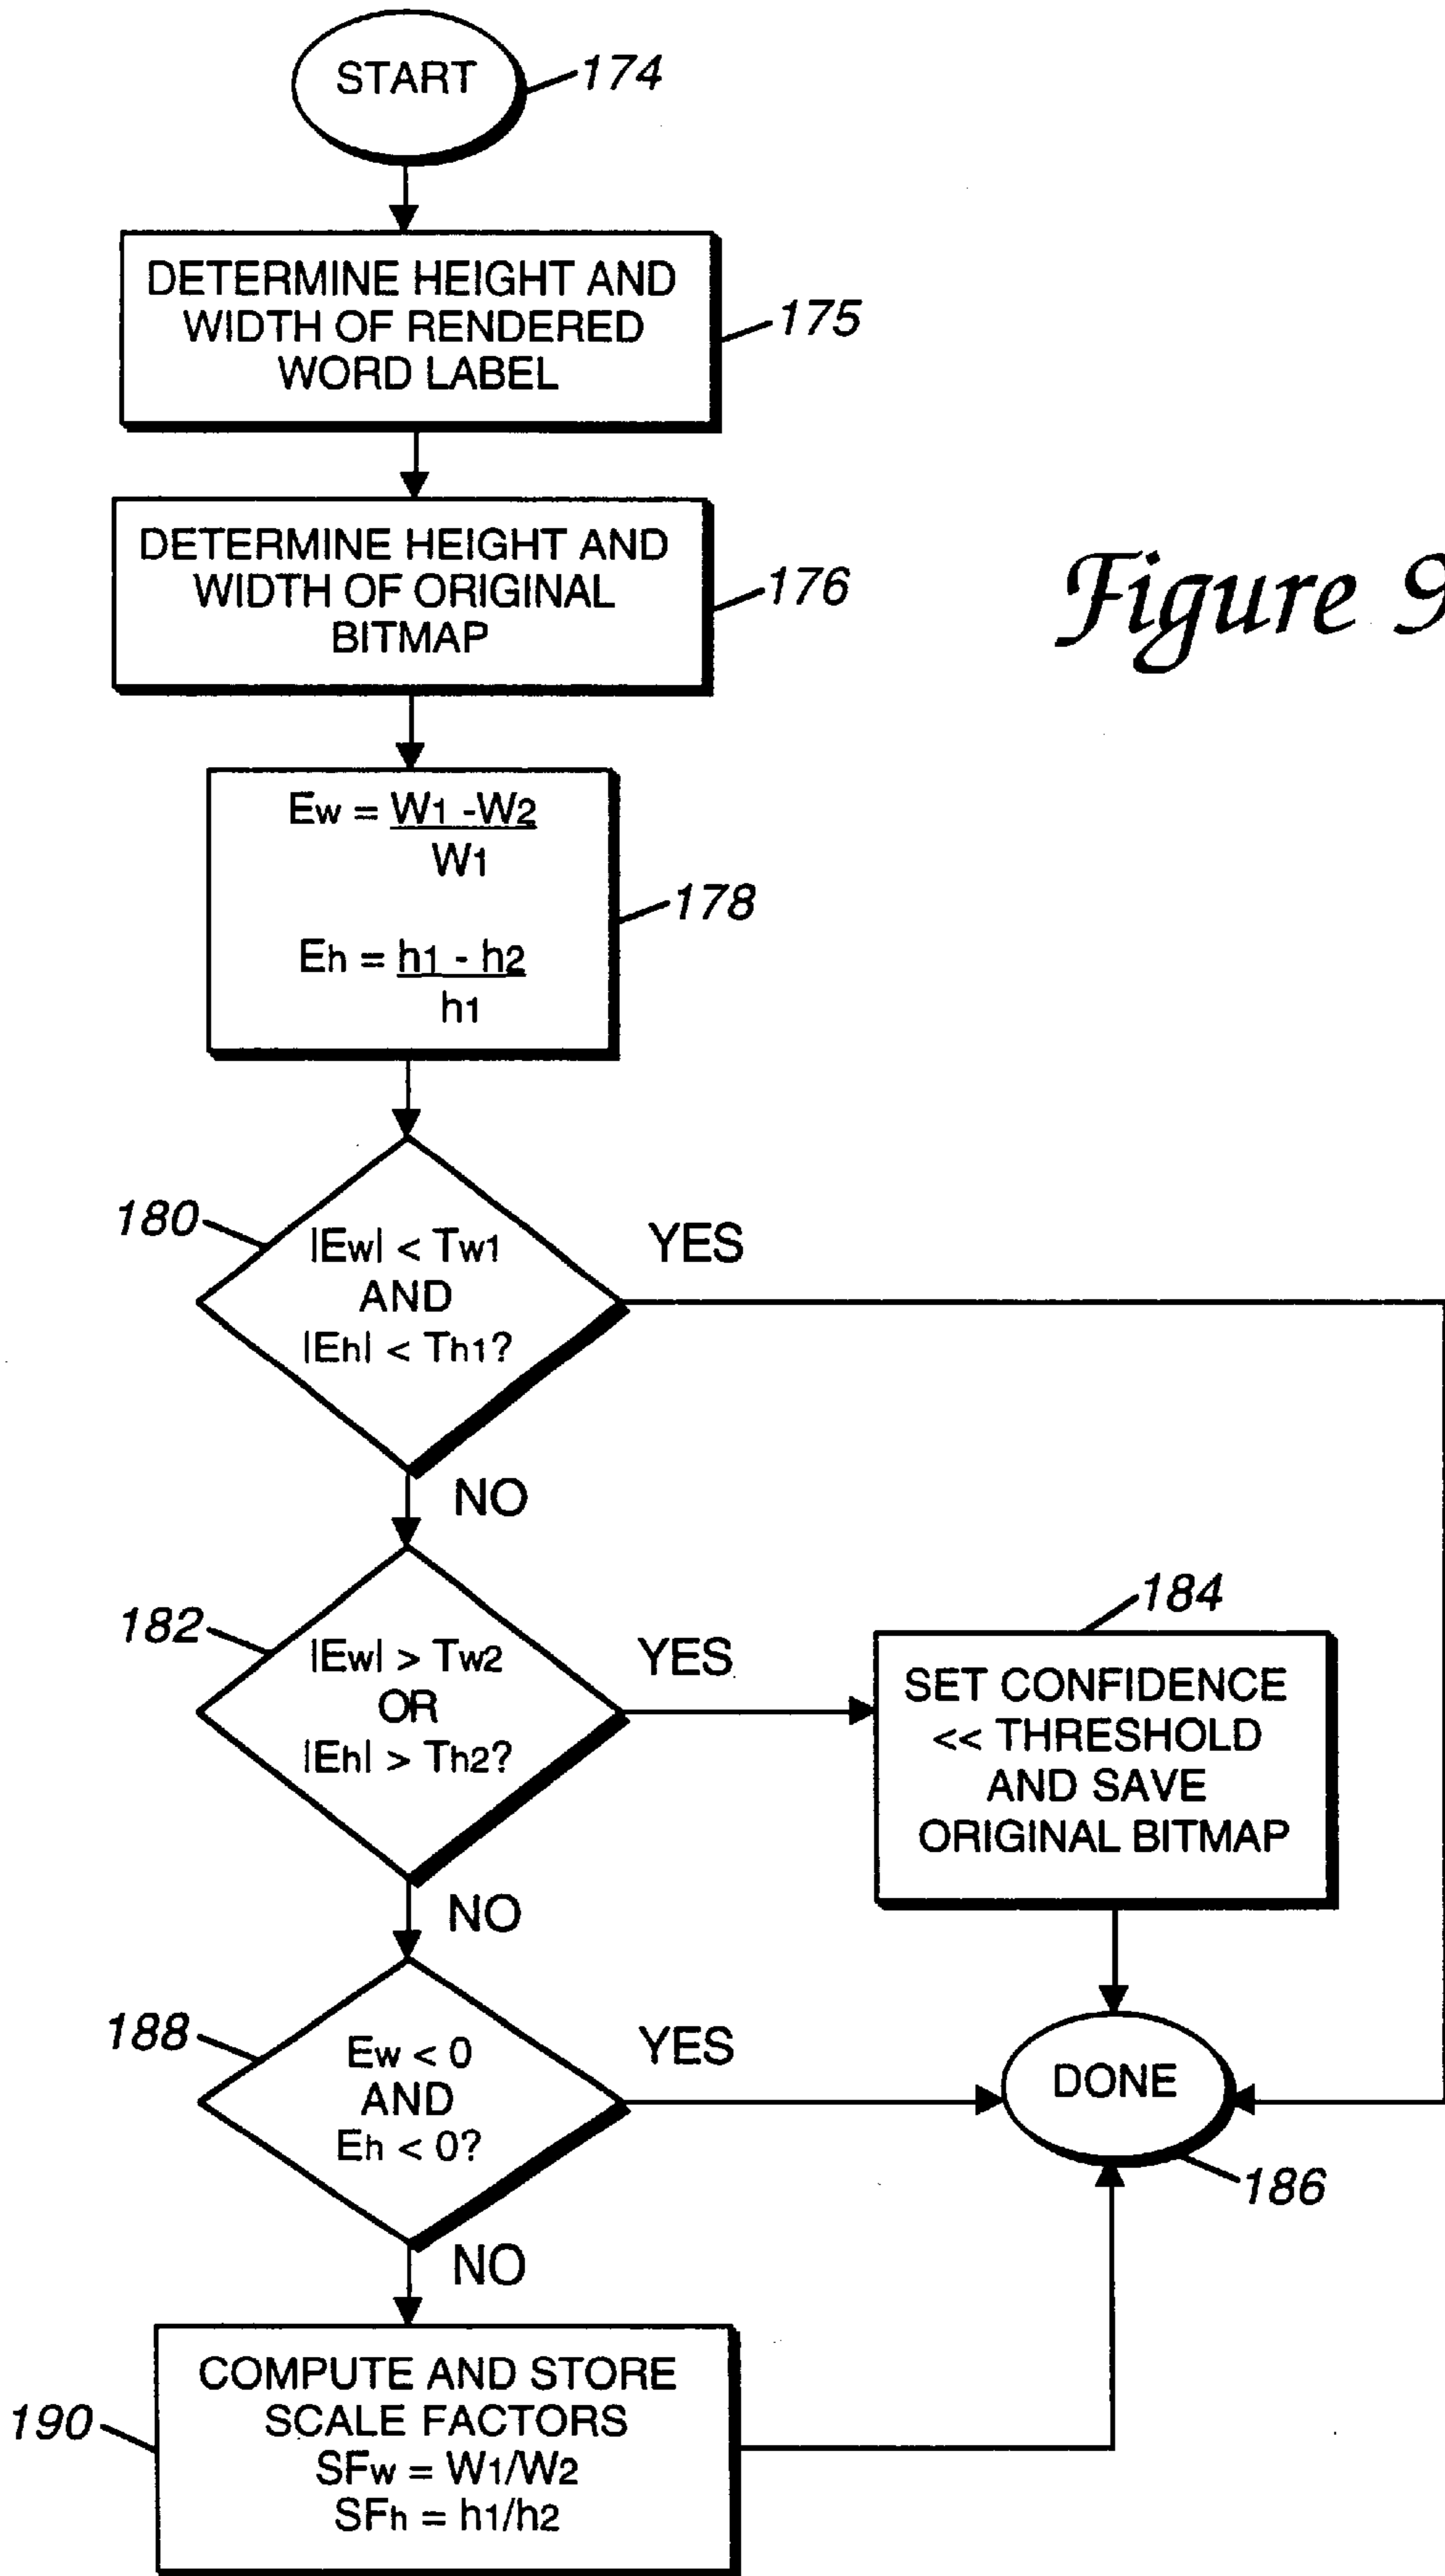 START
174
DETERMINE HEIGHT AND
WIDTH OF RENDERED
WORD LABEL
175
DETERMINE HEIGHT AND
WIDTH OF ORIGINAL
BITMAP
176
Figure 9
Ew = W1 -W2
W1
Eh = h1 - h2
h1
178
180
|Ew| < Tw1
AND
|Eh| < Th1?
YES
NO
182
|Ew| > Tw2
OR
|Eh| > Th2?
YES
NO
184
SET CONFIDENCE
<< THRESHOLD
AND SAVE
ORIGINAL BITMAP
188
Ew < 0
AND
Eh < 0?
YES
NO
DONE
186
190
COMPUTE AND STORE
SCALE FACTORS
SFw = W1/W2
SFh = h1/h2